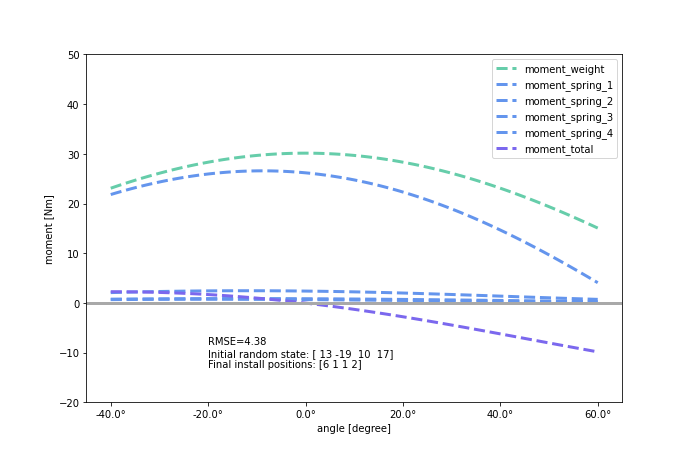 50
40
30
20
10
0
−10
−20
moment [Nm]
-40.0°
-20.0°
0.0°
20.0°
40.0°
60.0°
angle [degree]
moment_weight
moment_spring_1
moment_spring_2
moment_spring_3
moment_spring_4
moment_total
RMSE=4.38
Initial random state: [ 13 -19  10  17]
Final install positions: [6 1 1 2]